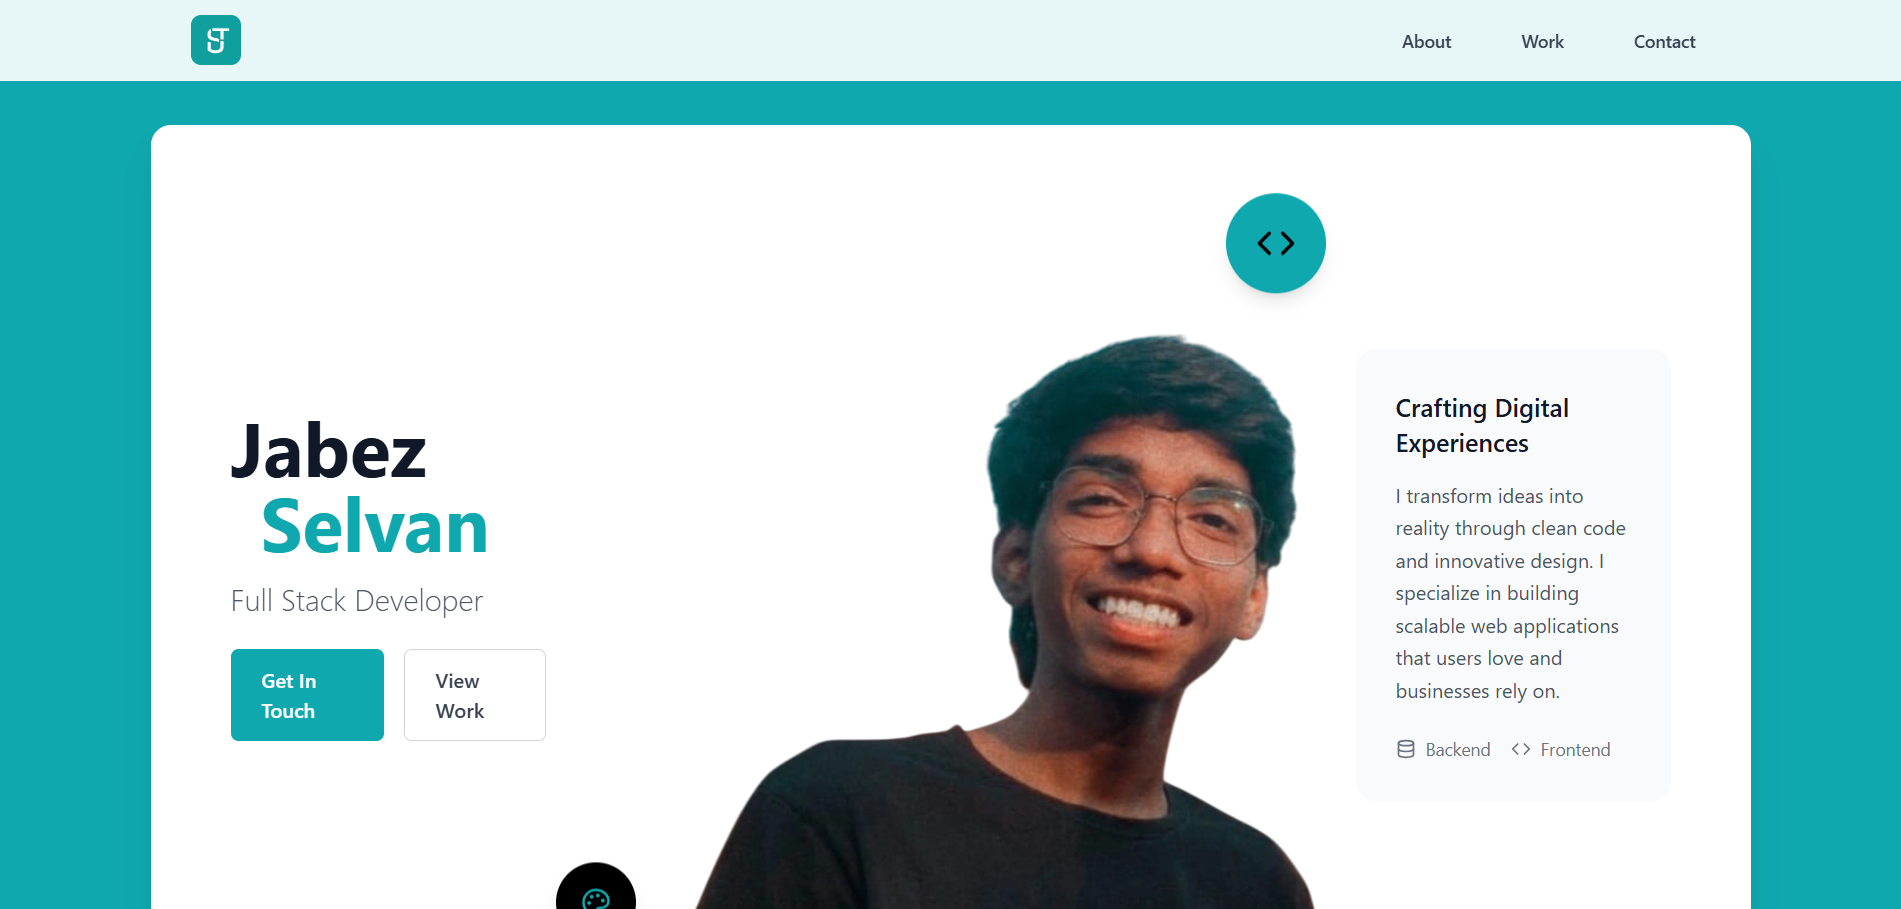 About Work Contact
Jabez
Selvan
Full Stack Developer
Get In
Touch
View
Work
Crafting Digital
Experiences
I transform ideas into
reality through clean code
and innovative design. I
specialize in building
scalable web applications
that users love and
businesses rely on.
Backend Frontend